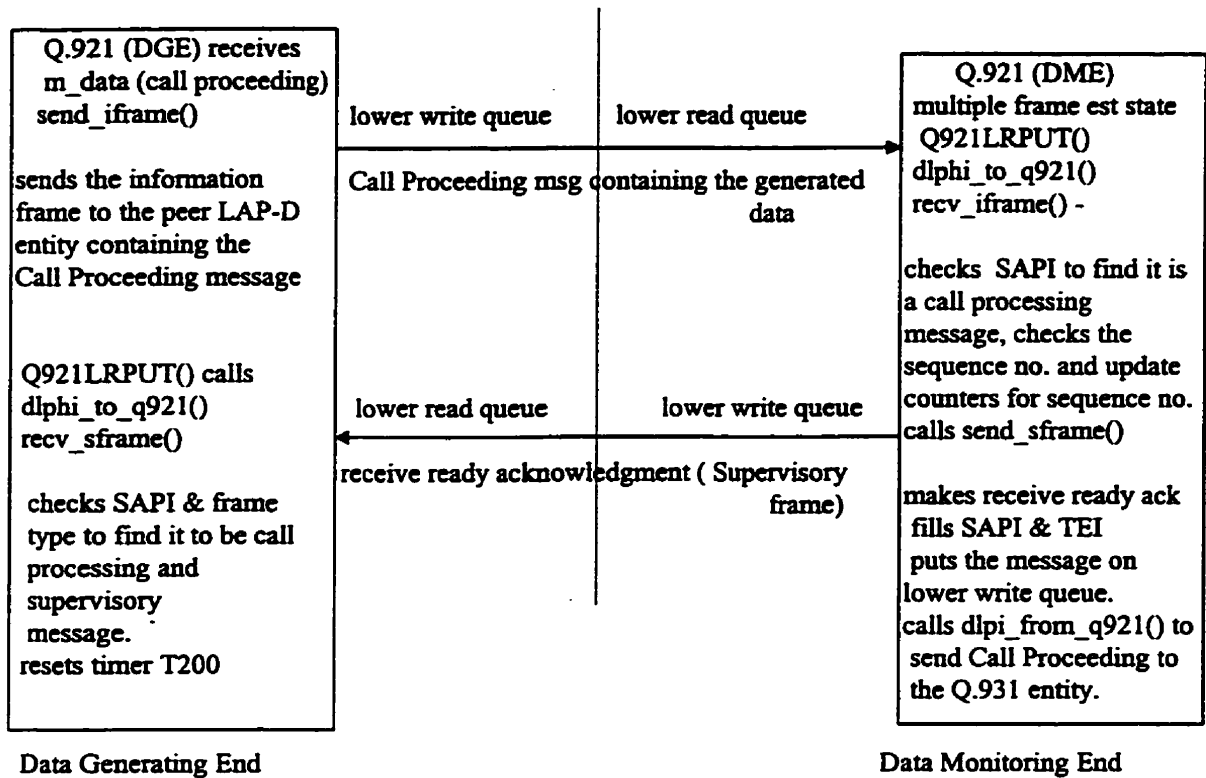 Q.921 (DGE) receives
m_data (call proceeding)
send_iframe()
sends the information
frame to the peer LAP-D
entity containing the
Call Proceeding message
Q921LRPUT() calls
dlphi_to_q921()
recv_sframe()
checks SAPI & frame
type to find it to be call
processing and
supervisory
message.
resets timer T200
lower write queue
lower read queue
Call Proceeding msg containing the generated
data
lower read queue
lower write queue
receive ready acknowledgment ( Supervisory
frame)
Q.921 (DME)
multiple frame est state
Q921LRPUT()
dlphi_to_q921()
recv_iframe() -
checks SAPI to find it is
a call processing
message, checks the
sequence no. and update
counters for sequence no.
calls send_sframe()
makes receive ready ack
fills SAPI & TEI
puts the message on
lower write queue.
calls dlpi_from_q921() to
send Call Proceeding to
the Q.931 entity.
Data Generating End
Data Monitoring End